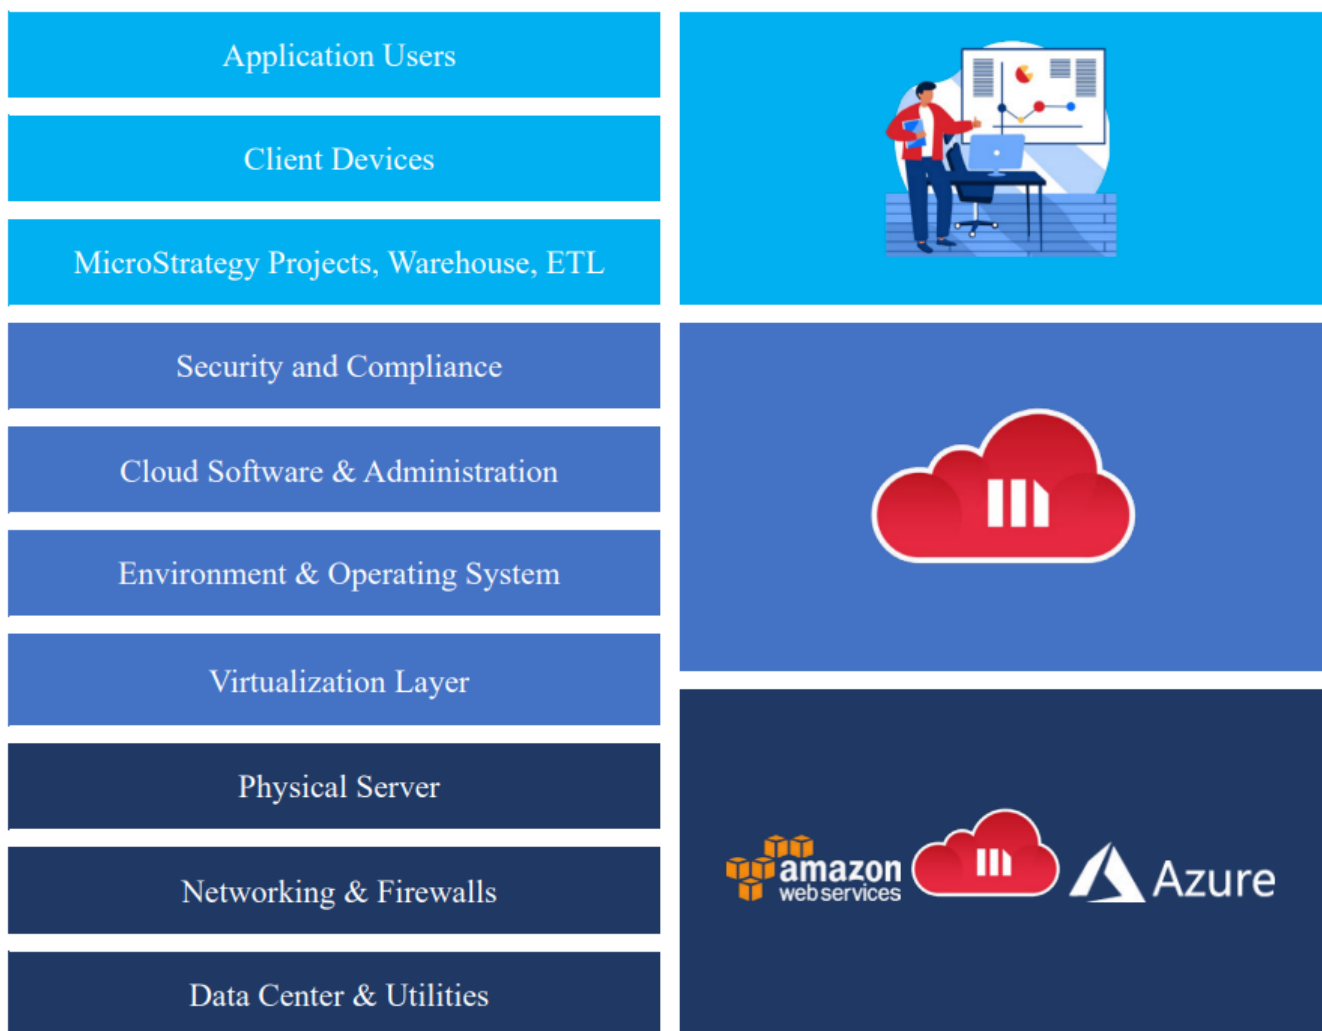 Application Users
Client Devices
MicroStrategy Projects, Warehouse, ETL
Security and Compliance
Cloud Software & Administration
Environment & Operating System
Virtualization Layer
Physical Server
Networking & Firewalls
Data Center & Utilities
amazon
web services
Azure